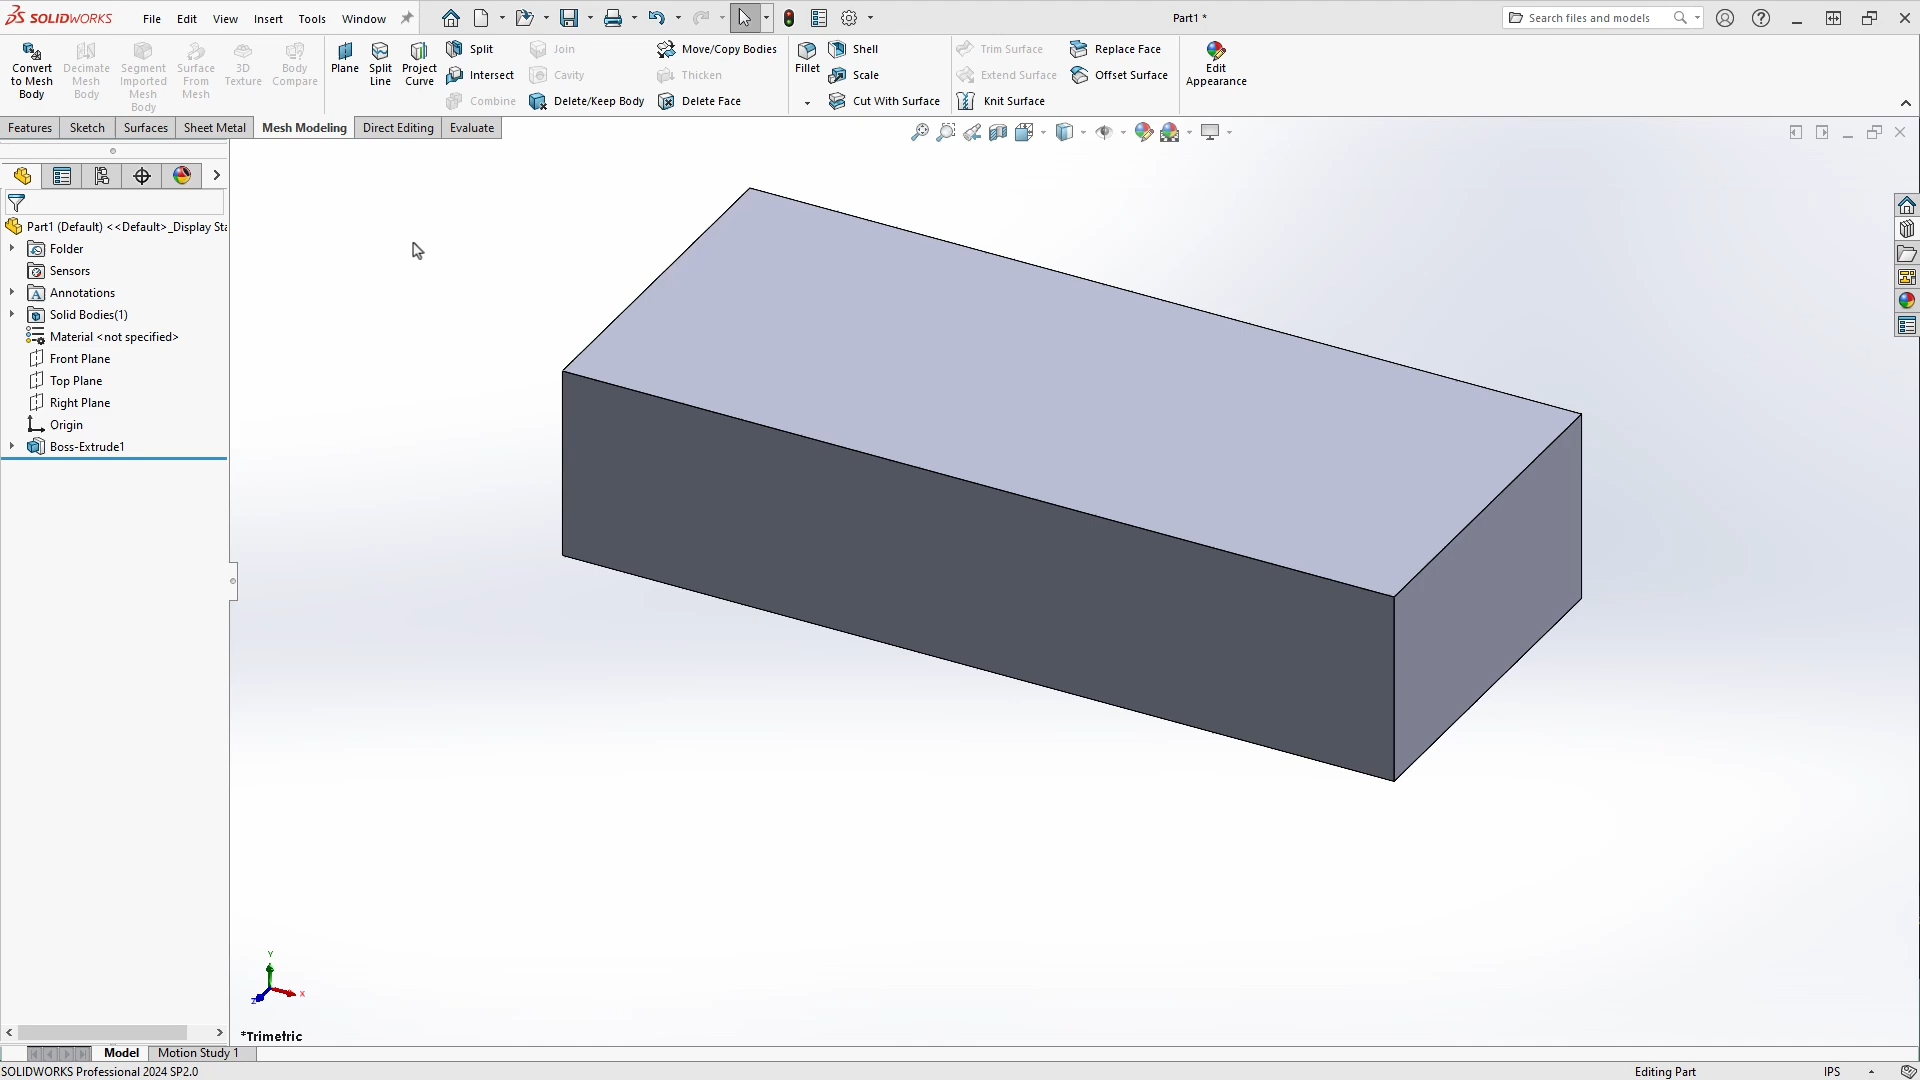 SOLIDWORKS File Edit View Insert Tools Window Part1 * Search files and models
Convert to Mesh Body
Decimate Mesh Body
Segment Imported Mesh Body
Surface From Mesh
3D Texture
Body Compare
Plane
Split Line
Project Curve
Split
Intersect
Combine
Join
Cavity
Delete/Keep Body
Move/Copy Bodies
Thicken
Delete Face
Fillet
Shell
Scale
Cut With Surface
Trim Surface
Extend Surface
Knit Surface
Replace Face
Offset Surface
Edit Appearance
Features Sketch Surfaces Sheet Metal Mesh Modeling Direct Editing Evaluate
Part1 (Default) <<Default>_Display Sta
Folder
Sensors
A Annotations
Solid Bodies(1)
Material <not specified>
Front Plane
Top Plane
Right Plane
Origin
Boss-Extrude1
Y
X
Z
*Trimetric
Model Motion Study 1
SOLIDWORKS Professional 2024 SP2.0 Editing Part IPS